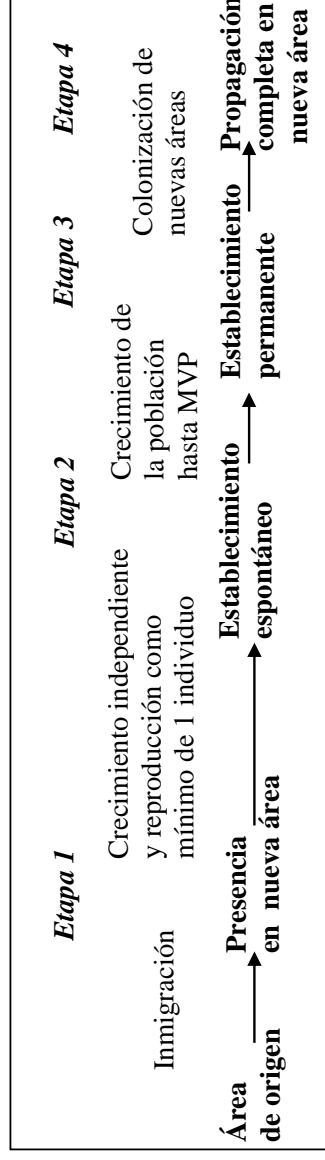 Etapa 1
Etapa 2
Etapa 3
Etapa 4
Inmigración
Crecimiento independiente
y reproducción como
mínimo de 1 individuo
Crecimiento de
la población
hasta MVP
Colonización de
nuevas áreas
Área
de origen
Presencia
en nueva área
Establecimiento
espontáneo
Establecimiento
permanente
Propagación
completa en
nueva área